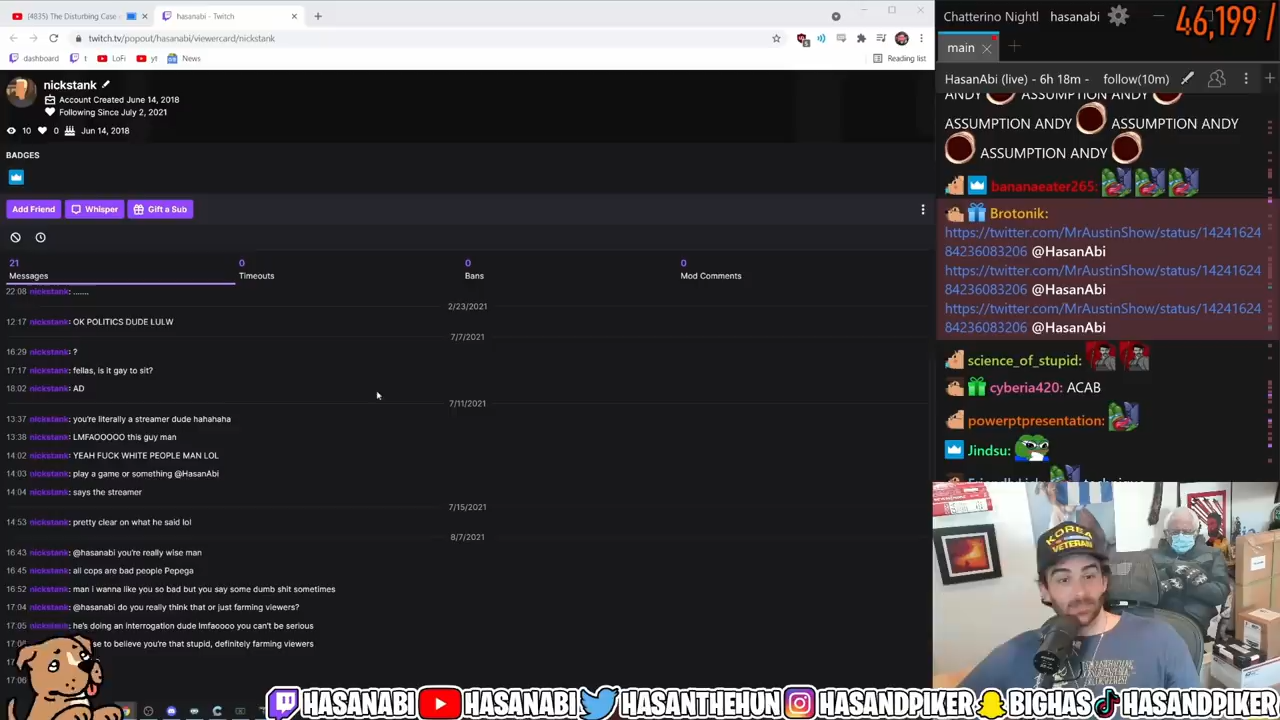 (4835) The Disturbing Case
hasanabi - Twitch
twitch.tv/popout/hasanabi/viewercard/nickstank
dashboard
t
LoFi
yt
News
Reading list
nickstank
Account Created June 14, 2018
Following Since July 2, 2021
10
0
Jun 14, 2018
BADGES
Add Friend
Whisper
Gift a Sub
21
0
0
0
Messages
Timeouts
Bans
Mod Comments
22:08 nickstank: .......
2/23/2021
12:17 nickstank: OK POLITICS DUDE LULW
7/7/2021
16:29 nickstank: ?
17:17 nickstank: fellas, is it gay to sit?
18:02 nickstank: AD
7/11/2021
13:37 nickstank: you're literally a streamer dude hahahaha
13:38 nickstank: LMFAOOOOO this guy man
14:02 nickstank: YEAH FUCK WHITE PEOPLE MAN LOL
14:03 nickstank: play a game or something @HasanAbi
14:04 nickstank: says the streamer
7/15/2021
14:53 nickstank: pretty clear on what he said lol
8/7/2021
16:43 nickstank: @hasanabi you're really wise man
16:45 nickstank: all cops are bad people Pepega
16:52 nickstank: man i wanna like you so bad but you say some dumb shit sometimes
17:04 nickstank: @hasanabi do you really think that or just farming viewers?
17:05 nickstank: he's doing an interrogation dude lmfaoooo you can't be serious
se to believe you're that stupid, definitely farming viewers
17:06
Chatterino Nightl
hasanabi
46,199 /
main
HasanAbi (live) - 6h 18m - follow(10m)
ANDY ASSUMPTION ANDY
ASSUMPTION ANDY ASSUMPTION ANDY
ASSUMPTION ANDY
bananaeater265:
Brotonik:
https://twitter.com/MrAustinShow/status/14241624
84236083206 @HasanAbi
https://twitter.com/MrAustinShow/status/14241624
84236083206 @HasanAbi
https://twitter.com/MrAustinShow/status/14241624
84236083206 @HasanAbi
science_of_stupid:
cyberia420: ACAB
powerptpresentation:
Jindsu:
KOREA
VETERAN
HASANABI
HASANABI
HASANTHEHUN
HASANDPIKER
BIGHAS
HASANDPIKER